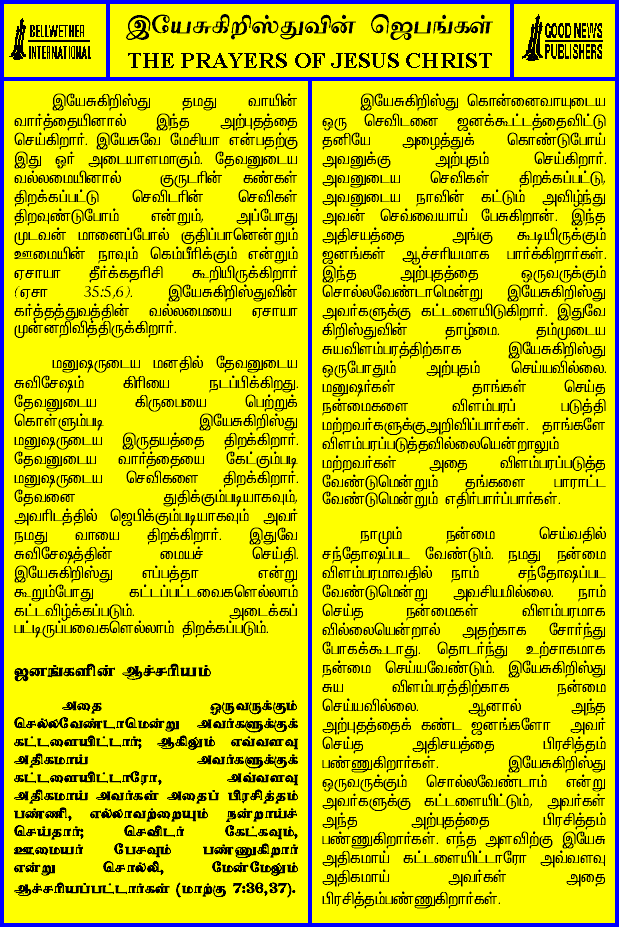 BELLWETHER
INTERNATIONAL
இயேசுகிறிஸ்துவின் ஜெபங்கள்
THE PRAYERS OF JESUS CHRIST
GOOD NEWS
PUBLISHERS
இயேசுகிறிஸ்து தமது வாயின்
வார்த்தையினால் இந்த அற்புதத்தை
செய்கிறார். இயேசுவே மேசியா என்பதற்கு
இது ஓர் அடையாளமாகும். தேவனுடைய
வல்லமையினால் குருடரின் கண்கள்
திறக்கப்பட்டு செவிடரின் செவிகள்
திறவுண்டுபோம் என்றும், அப்போது
முடவன் மானைப்போல் குதிப்பானென்றும்
ஊமையின் நாவும் கெம்பீரிக்கும் என்றும்
ஏசாயா தீர்க்கதரிசி கூறியிருக்கிறார்
(ஏசா 35:5,6). இயேசுகிறிஸ்துவின்
கர்த்தத்துவத்தின் வல்லமையை ஏசாயா
முன்னறிவித்திருக்கிறார்.
மனுஷருடைய மனதில் தேவனுடைய
சுவிசேஷம் கிரியை நடப்பிக்கிறது.
தேவனுடைய கிருபையை பெற்றுக்
கொள்ளும்படி இயேசுகிறிஸ்து
மனுஷருடைய இருதயத்தை திறக்கிறார்.
தேவனுடைய வார்த்தையை கேட்கும்படி
மனுஷருடைய செவிகளை திறக்கிறார்.
தேவனை துதிக்கும்படியாகவும்,
அவரிடத்தில் ஜெபிக்கும்படியாகவும் அவர்
நமது வாயை திறக்கிறார். இதுவே
சுவிசேஷத்தின் மையச் செய்தி.
இயேசுகிறிஸ்து எப்பத்தா என்று
கூறும்போது கட்டப்பட்டவைகளெல்லாம்
கட்டவிழ்க்கப்படும். அடைக்கப்
பட்டிருப்பவைகளெல்லாம் திறக்கப்படும்.
ஜனங்களின் ஆச்சரியம்
அதை ஒருவருக்கும்
செல்லவேண்டாமென்று அவர்களுக்குக்
கட்டளையிட்டார்; ஆகிலும் எவ்வளவு
அதிகமாய் அவர்களுக்குக்
கட்டளையிட்டாரோ, அவ்வளவு
அதிகமாய் அவர்கள் அதைப் பிரசித்தம்
பண்ணி, எல்லாவற்றையும் நன்றாய்ச்
செய்தார்; செவிடர் கேட்கவும்,
ஊமையர் பேசவும் பண்ணுகிறார்
என்று சொல்லி, மேன்மேலும்
ஆச்சரியப்பட்டார்கள் (மாற்கு 7:36,37).
இயேசுகிறிஸ்து கொன்னைவாயுடைய
ஒரு செவிடனை ஜனக்கூட்டத்தைவிட்டு
தனியே அழைத்துக் கொண்டுபோய்
அவனுக்கு அற்புதம் செய்கிறார்.
அவனுடைய செவிகள் திறக்கப்பட்டு,
அவனுடைய நாவின் கட்டும் அவிழ்ந்து
அவன் செவ்வையாய் பேசுகிறான். இந்த
அதிசயத்தை அங்கு கூடியிருக்கும்
ஜனங்கள் ஆச்சரியமாக பார்க்கிறார்கள்.
இந்த அற்புதத்தை ஒருவருக்கும்
சொல்லவேண்டாமென்று இயேசுகிறிஸ்து
அவர்களுக்கு கட்டளையிடுகிறார். இதுவே
கிறிஸ்துவின் தாழ்மை. தம்முடைய
சுயவிளம்பரத்திற்காக இயேசுகிறிஸ்து
ஒருபோதும் அற்புதம் செய்யவில்லை.
மனுஷர்கள் தாங்கள் செய்த
நன்மைகளை விளம்பரப் படுத்தி
மற்றவர்களுக்குஅறிவிப்பார்கள். தாங்களே
விளம்பரப்படுத்தவில்லையென்றாலும்
மற்றவர்கள் அதை விளம்பரப்படுத்த
வேண்டுமென்றும் தங்களை பாராட்ட
வேண்டுமென்றும் எதிர்பார்ப்பார்கள்.
நாமும் நன்மை செய்வதில்
சந்தோஷப்பட வேண்டும். நமது நன்மை
விளம்பரமாவதில் நாம் சந்தோஷப்பட
வேண்டுமென்று அவசியமில்லை. நாம்
செய்த நன்மைகள் விளம்பரமாக
வில்லையென்றால் அதற்காக சோர்ந்து
போகக்கூடாது. தொடர்ந்து உற்சாகமாக
நன்மை செய்யவேண்டும். இயேசுகிறிஸ்து
சுய விளம்பரத்திற்காக நன்மை
செய்யவில்லை. ஆனால் அந்த
அற்புதத்தைக் கண்ட ஜனங்களோ அவர்
செய்த அதிசயத்தை பிரசித்தம்
பண்ணுகிறார்கள். இயேசுகிறிஸ்து
ஒருவருக்கும் சொல்லவேண்டாம் என்று
அவர்களுக்கு கட்டளையிட்டும், அவர்கள்
அந்த அற்புதத்தை பிரசித்தம்
பண்ணுகிறார்கள். எந்த அளவிற்கு இயேசு
அதிகமாய் கட்டளையிட்டாரோ அவ்வளவு
அதிகமாய் அவர்கள் அதை
பிரசித்தம்பண்ணுகிறார்கள்.